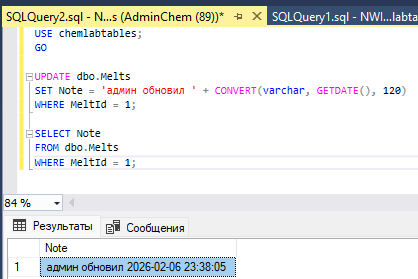 SQLQuery2.sql - N...s (AdminChem (89))*
SQLQuery1.sql - NWI...labta
USE chemlabtables;
GO
UPDATE dbo.Melts
SET Note = 'админ обновил ' + CONVERT(varchar, GETDATE(), 120)
WHERE MeltId = 1;
SELECT Note
FROM dbo.Melts
WHERE MeltId = 1;
84 %
Результаты Сообщения
Note
1 админ обновил 2026-02-06 23:38:05